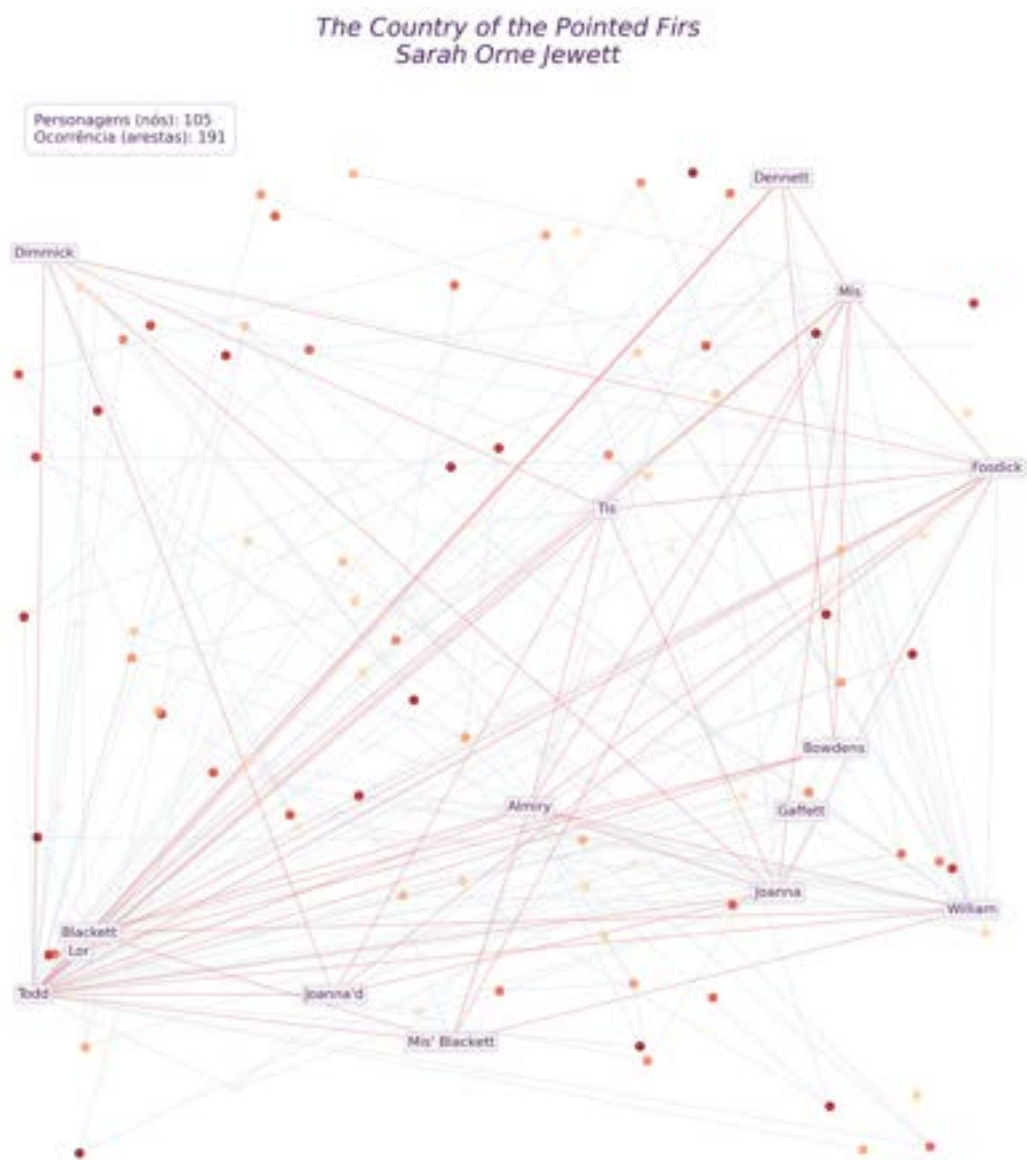 The Country of the Pointed Firs
Sarah Orne Jewett
Personagens (nós): 105
Ocorrência (arestas): 191
Dennett
Dimmick
Mis
Fosdick
Tis
Bowdens
Almiry
Gaffett
Joanna
William
Blackett
Lor
Todd
Joanna'd
Mis' Blackett